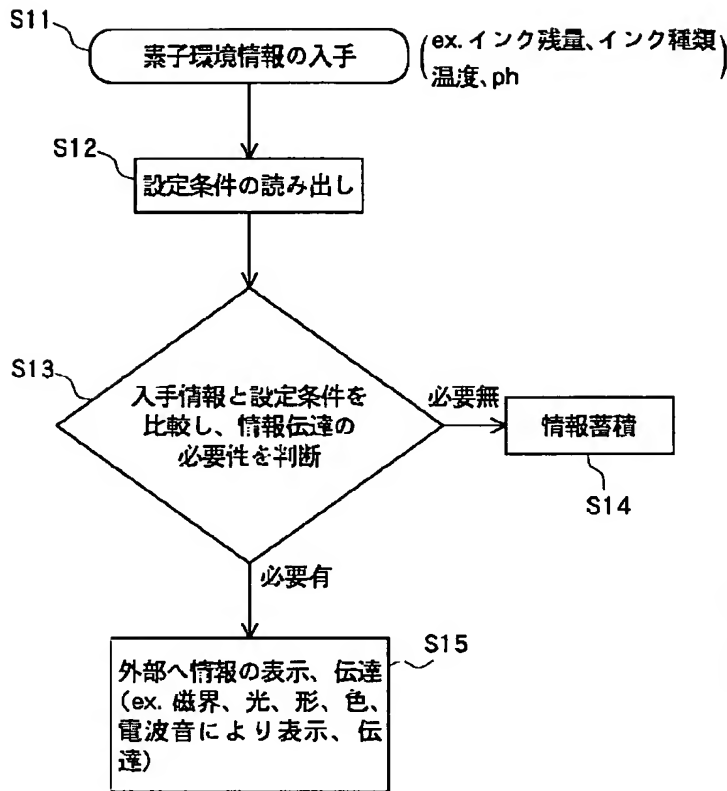 S11
素子環境情報の入手
(ex.インク残量、インク種類
温度、ph)
S12
設定条件の読み出し
S13
入手情報と設定条件を
比較し、情報伝達の
必要性を判断
必要無
情報蓄積
S14
必要有
S15
外部へ情報の表示、伝達
(ex. 磁界、光、形、色、
電波音により表示、伝
達)